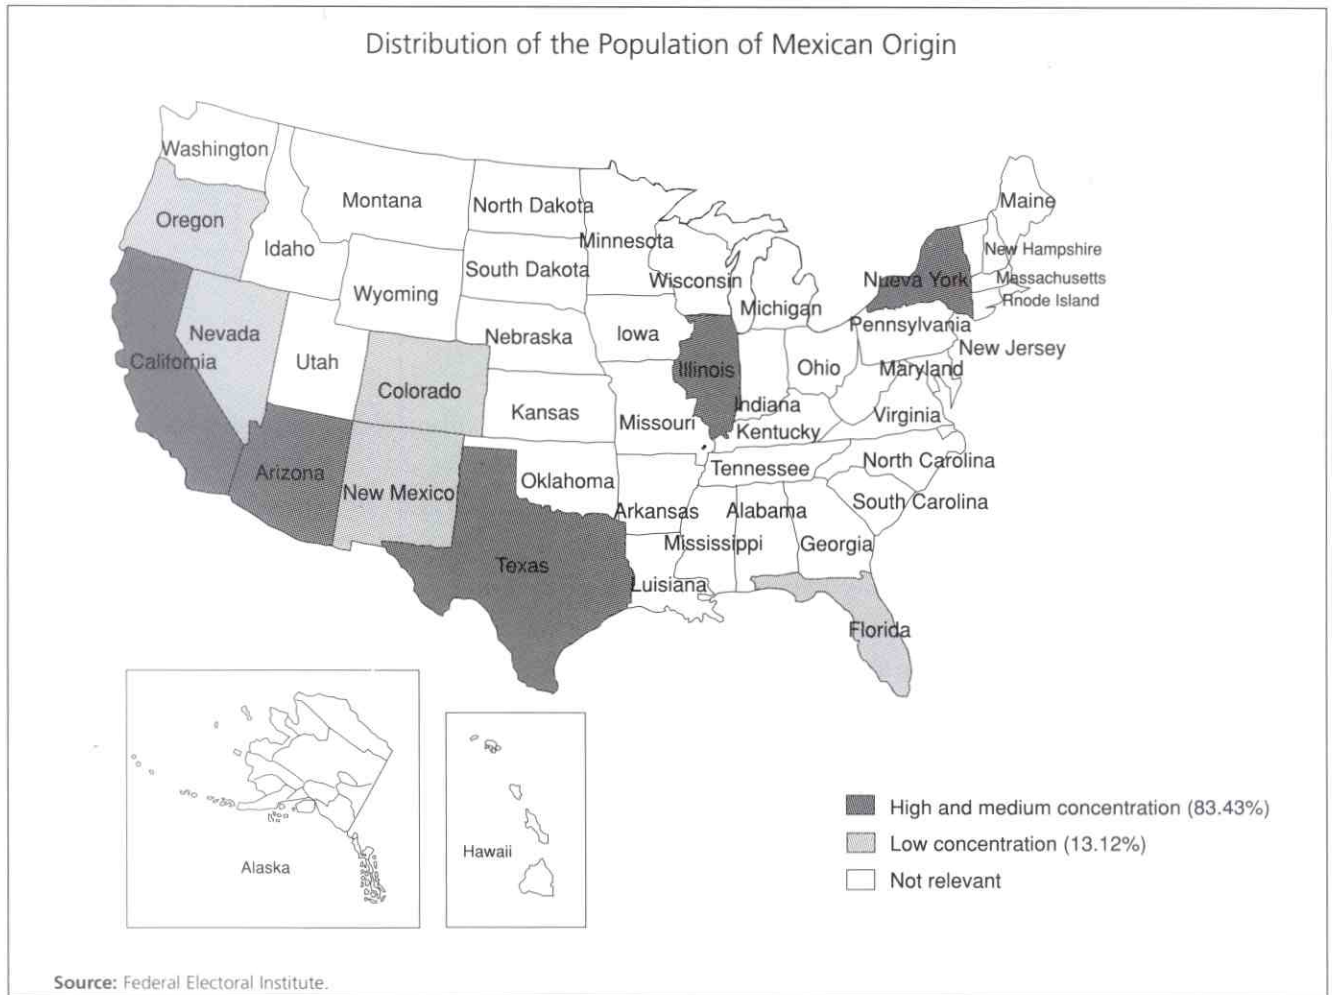 Distribution of the Population of Mexican Origin
Washington
Montana
North Dakota
Minnesota
Maine
Oregon
Idaho
South Dakota
Wisconsin
New Hampshire
Wyoming
Michigan
Nueva York
Massachusetts
Rhode Island
Nevada
Nebraska
Iowa
Pennsylvania
New Jersey
California
Utah
Colorado
Illinois
Ohio
Maryland
Kansas
Missouri
Indiana
Kentucky
Virginia
Arizona
New Mexico
Oklahoma
Tennessee
North Carolina
Arkansas
Alabama
South Carolina
Mississippi
Georgia
Texas
Luisiana
Florida
Alaska
Hawaii
High and medium concentration (83.43%)
Low concentration (13.12%)
Not relevant
Source: Federal Electoral Institute.